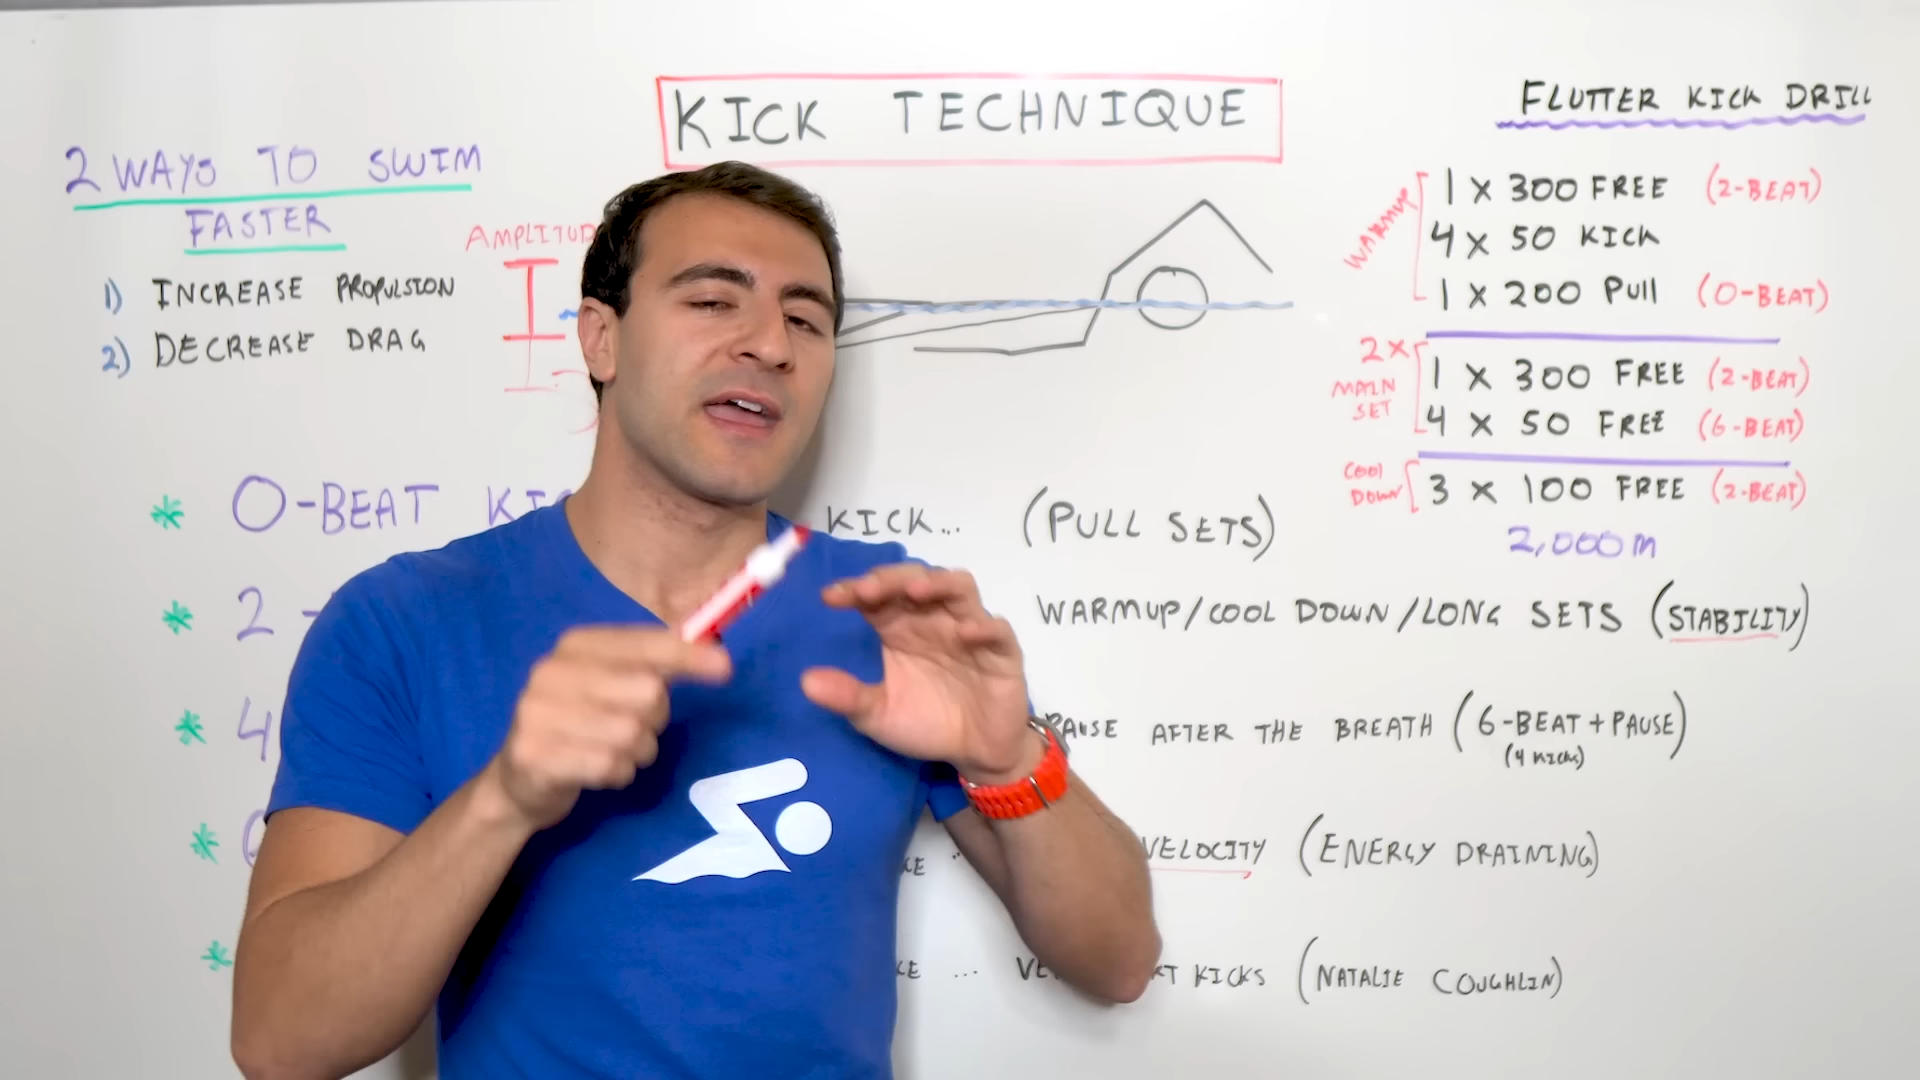 KICK TECHNIQUE
2 WAYS TO SWIM
FASTER
1) INCREASE PROPULSION
2) DECREASE DRAG
AMPLITUD
FLUTTER KICK DRILL
WARMUP
1 X 300 FREE (2-BEAT)
4 X 50 KICK
1 X 200 PULL (0-BEAT)
2X
MAIN
SET
1 X 300 FREE (2-BEAT)
4 X 50 FREE (6-BEAT)
COOL
DOWN
3 X 100 FREE (2-BEAT)
2,000M
* 0-BEAT KIC KICK... (PULL SETS)
* 2- WARMUP/COOL DOWN/LONG SETS (STABILITY)
* 4 PAUSE AFTER THE BREATH (6-BEAT + PAUSE)
(4 KICKS)
* VELOCITY (ENERGY DRAINING)
* ... KICKS (NATALIE COUGHLIN)